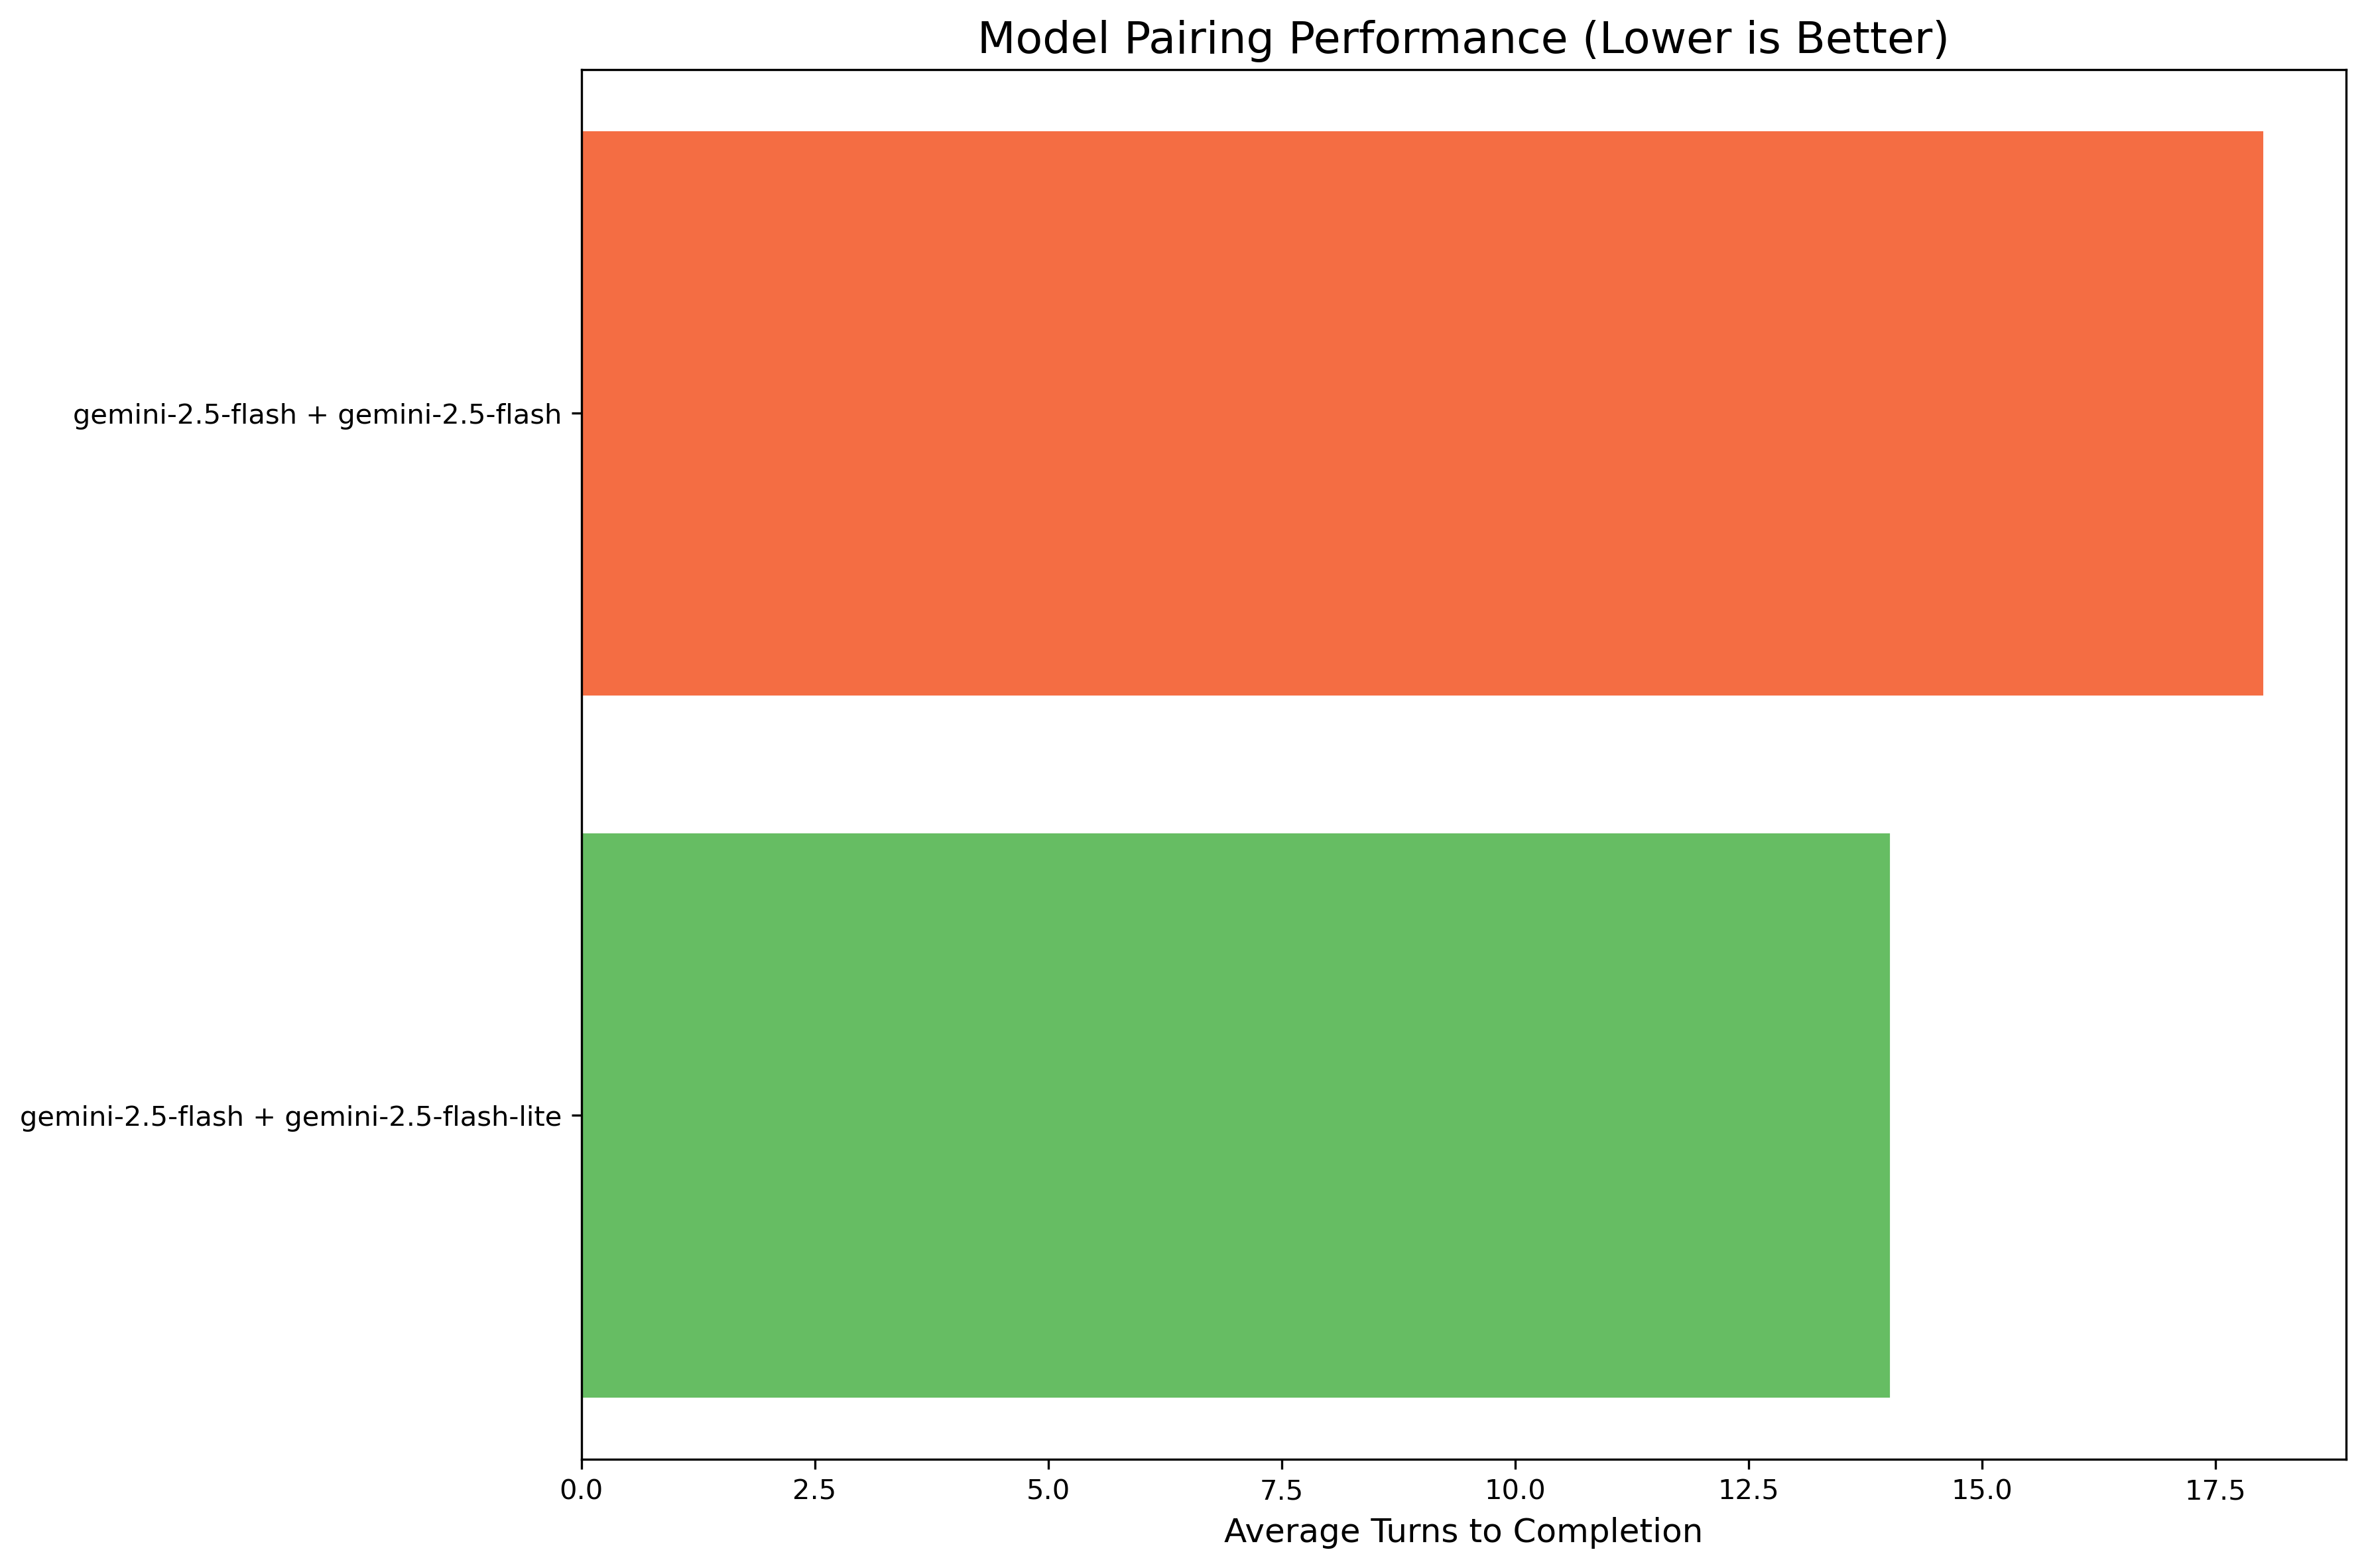 Model Pairing Performance (Lower is Better)
gemini-2.5-flash + gemini-2.5-flash
gemini-2.5-flash + gemini-2.5-flash-lite
0.0 2.5 5.0 7.5 10.0 12.5 15.0 17.5
Average Turns to Completion